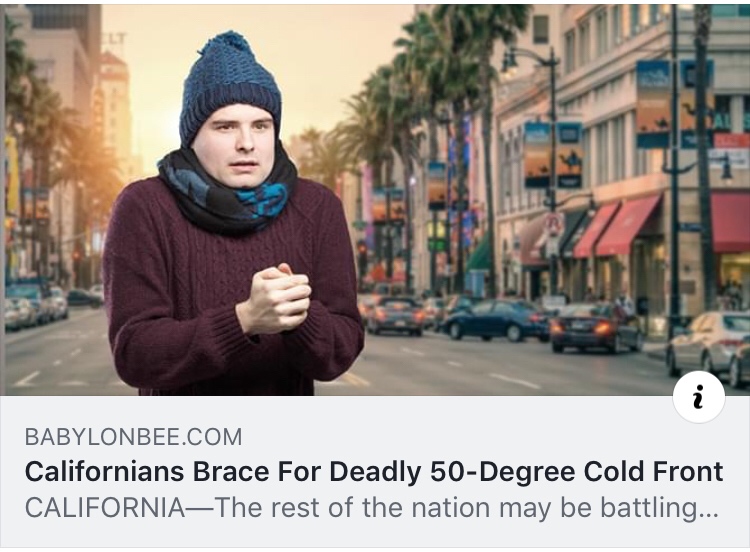 BABYLONBEE.COM
Californians Brace For Deadly 50-Degree Cold Front
CALIFORNIA—The rest of the nation may be battling...